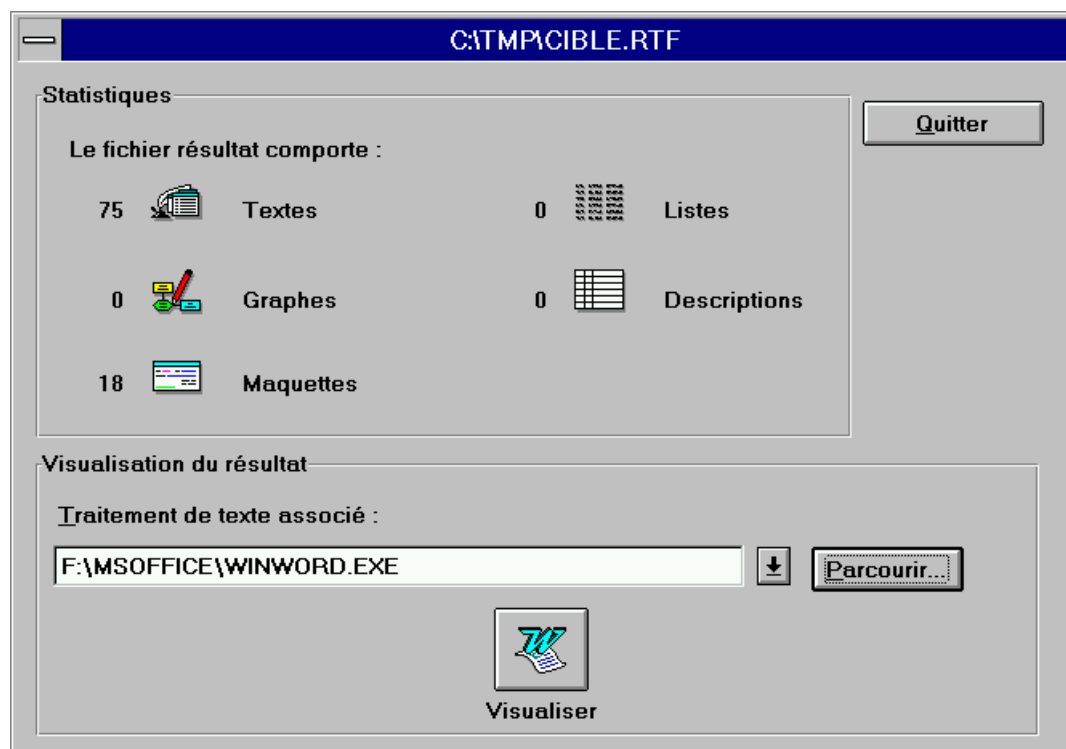 C:\TMP\CIBLE.RTF
Statistiques
Quitter
Le fichier résultat comporte :
75 Textes 0 Listes
0 Graphes 0 Descriptions
18 Maquettes
Visualisation du résultat
Traitement de texte associé :
F:\MSOFFICE\WINWORD.EXE Parcourir...
Visualiser